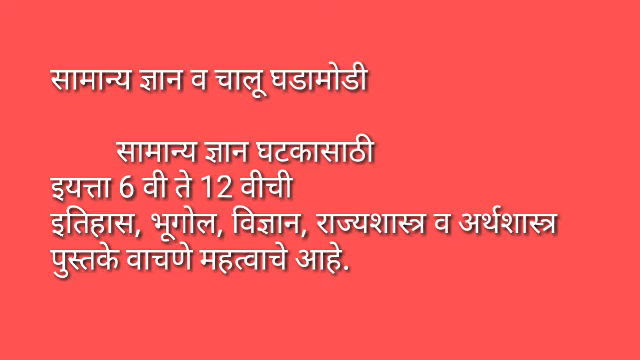 सामान्य ज्ञान व चालू घडामोडी
सामान्य ज्ञान घटकासाठी
इयत्ता 6 वी ते 12 वीची
इतिहास, भूगोल, विज्ञान, राज्यशास्त्र व अर्थशास्त्र
पुस्तके वाचणे महत्वाचे आहे.